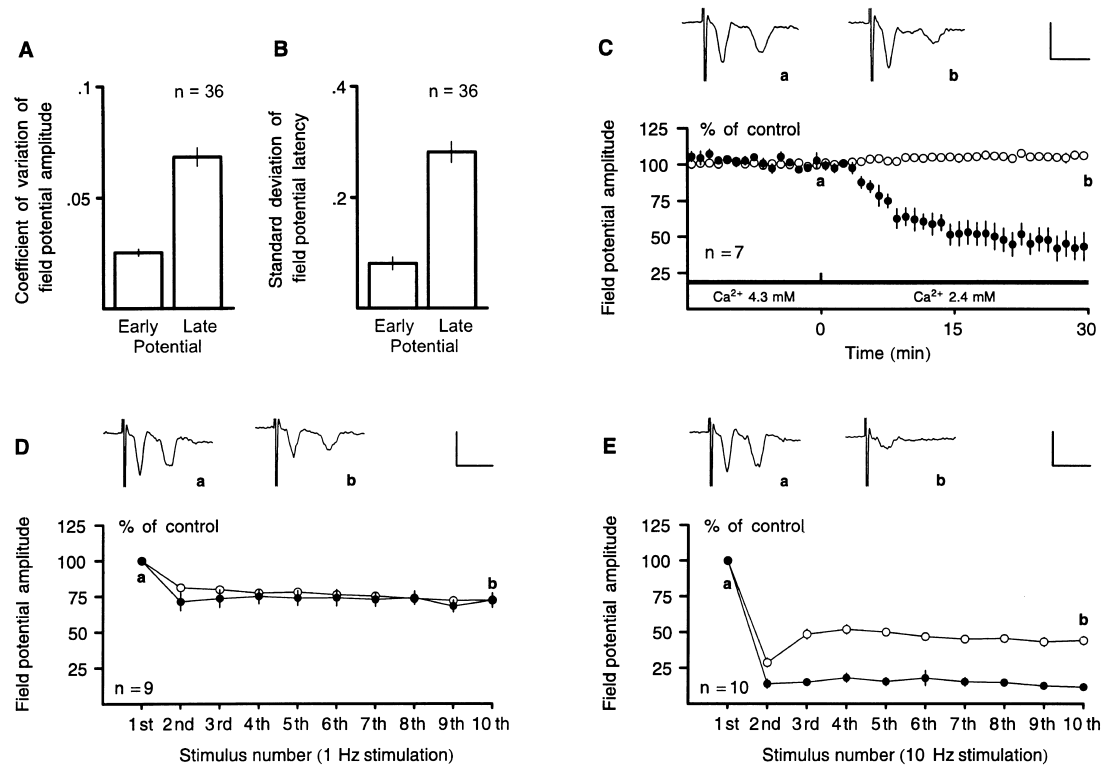 A
Coefficient of variation of
field potential amplitude
.1
.05
n = 36
Early
Late
Potential
B
Standard deviation of
field potential latency
.4
.2
n = 36
Early
Late
Potential
C
a
b
Field potential amplitude
125
100
75
50
25
% of control
a
b
n = 7
Ca2+ 4.3 mM
Ca2+ 2.4 mM
0
15
30
Time (min)
D
a
b
Field potential amplitude
125
100
75
50
25
% of control
a
b
n = 9
1st 2nd 3rd 4th 5th 6th 7th 8th 9th 10 th
Stimulus number (1 Hz stimulation)
E
a
b
Field potential amplitude
125
100
75
50
25
% of control
a
b
n = 10
1st 2nd 3rd 4th 5th 6th 7th 8th 9th 10 th
Stimulus number (10 Hz stimulation)